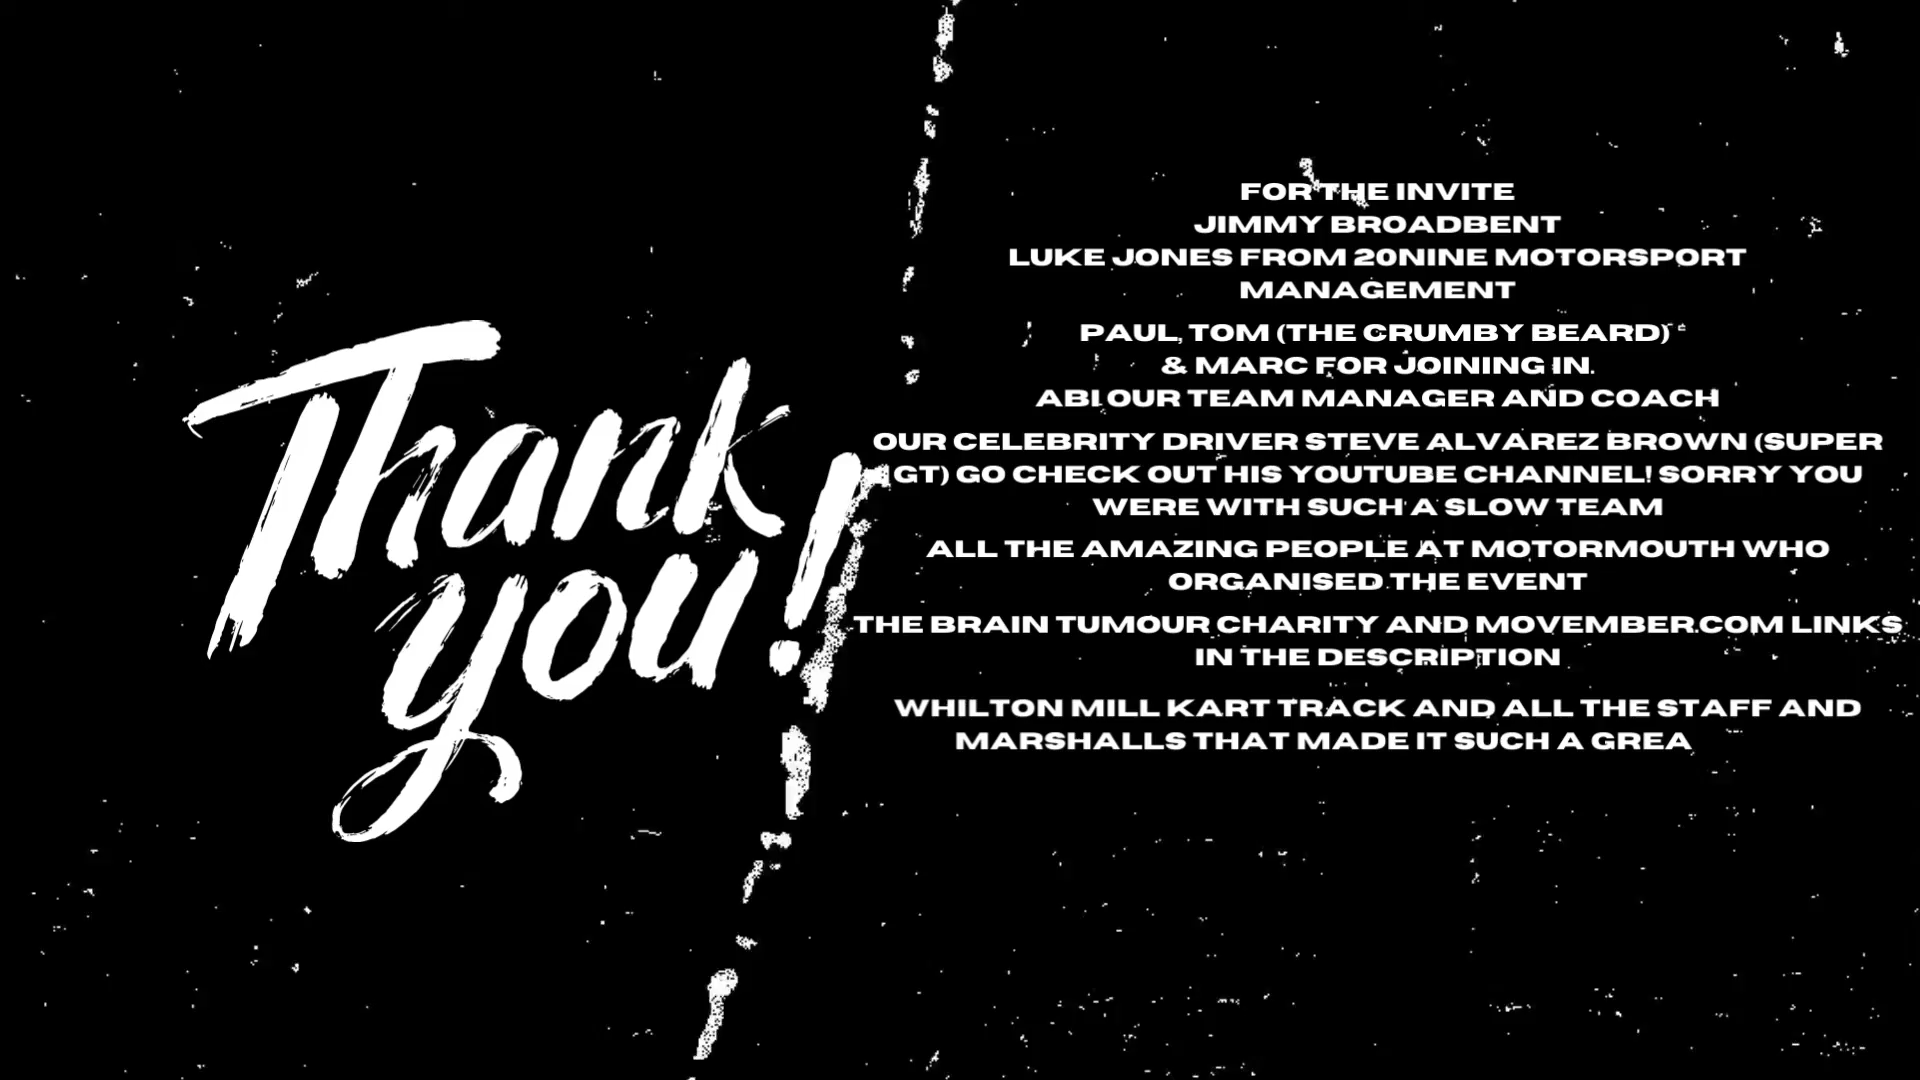 Thank
you!
FOR THE INVITE
JIMMY BROADBENT
LUKE JONES FROM 20NINE MOTORSPORT
MANAGEMENT
PAUL, TOM (THE CRUMBY BEARD)
& MARC FOR JOINING IN.
ABI OUR TEAM MANAGER AND COACH
OUR CELEBRITY DRIVER STEVE ALVAREZ BROWN (SUPER
GT) GO CHECK OUT HIS YOUTUBE CHANNEL! SORRY YOU
WERE WITH SUCH A SLOW TEAM
ALL THE AMAZING PEOPLE AT MOTORMOUTH WHO
ORGANISED THE EVENT
THE BRAIN TUMOUR CHARITY AND MOVEMBER.COM LINKS
IN THE DESCRIPTION
WHILTON MILL KART TRACK AND ALL THE STAFF AND
MARSHALLS THAT MADE IT SUCH A GREA